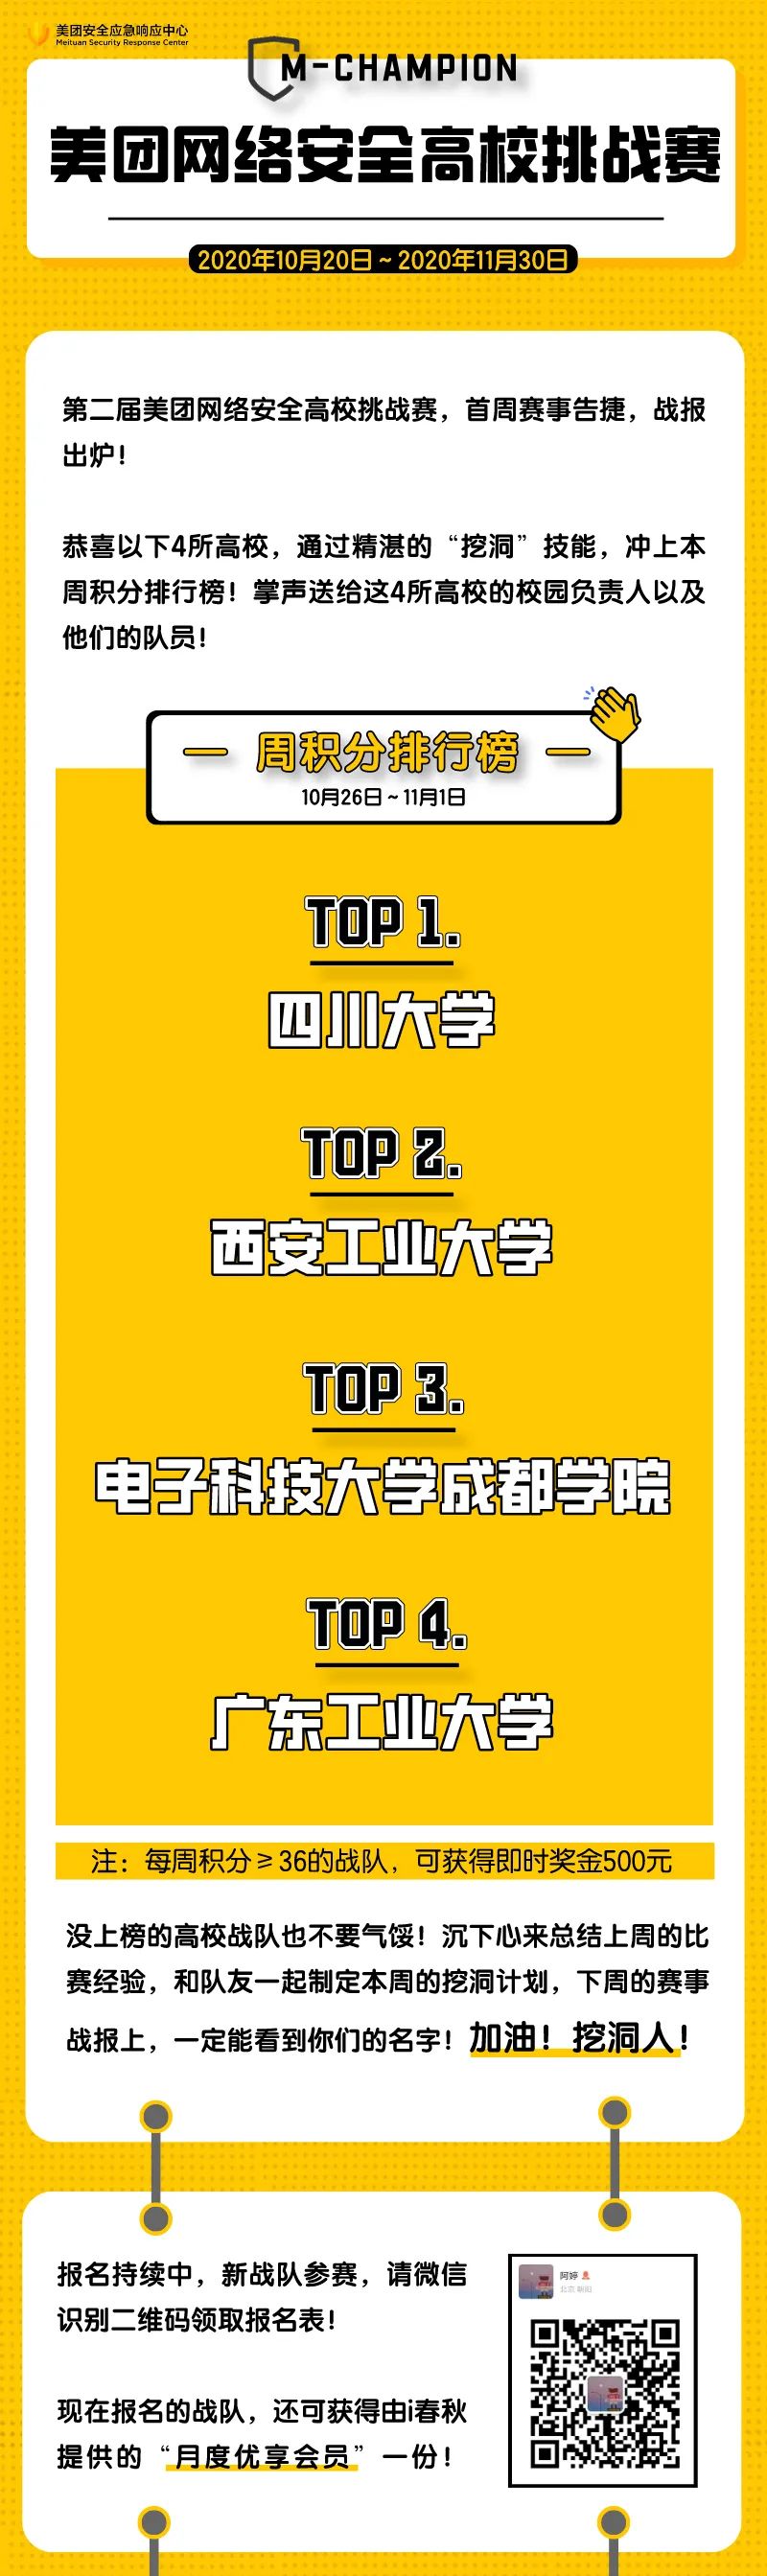 美团安全应急响应中心
Meituan Security Response Center
M-CHAMPION
美团网络安全高校挑战赛
2020年10月20日 ~ 2020年11月30日
第二届美团网络安全高校挑战赛，首周赛事告捷，战报
出炉！
恭喜以下4所高校，通过精湛的“挖洞”技能，冲上本
周积分排行榜！掌声送给这4所高校的校园负责人以及
他们的队员！
周积分排行榜
10月26日 ~ 11月1日
TOP 1.
四川大学
TOP 2.
西安工业大学
TOP 3.
电子科技大学成都学院
TOP 4.
广东工业大学
注：每周积分≥36的战队，可获得即时奖金500元
没上榜的高校战队也不要气馁！沉下心来总结上周的比
赛经验，和队友一起制定本周的挖洞计划，下周的赛事
战报上，一定能看到你们的名字！加油！挖洞人！
报名持续中，新战队参赛，请微信
识别二维码领取报名表！
阿婷
北京 朝阳
现在报名的战队，还可获得由i春秋
提供的“月度优享会员”一份！